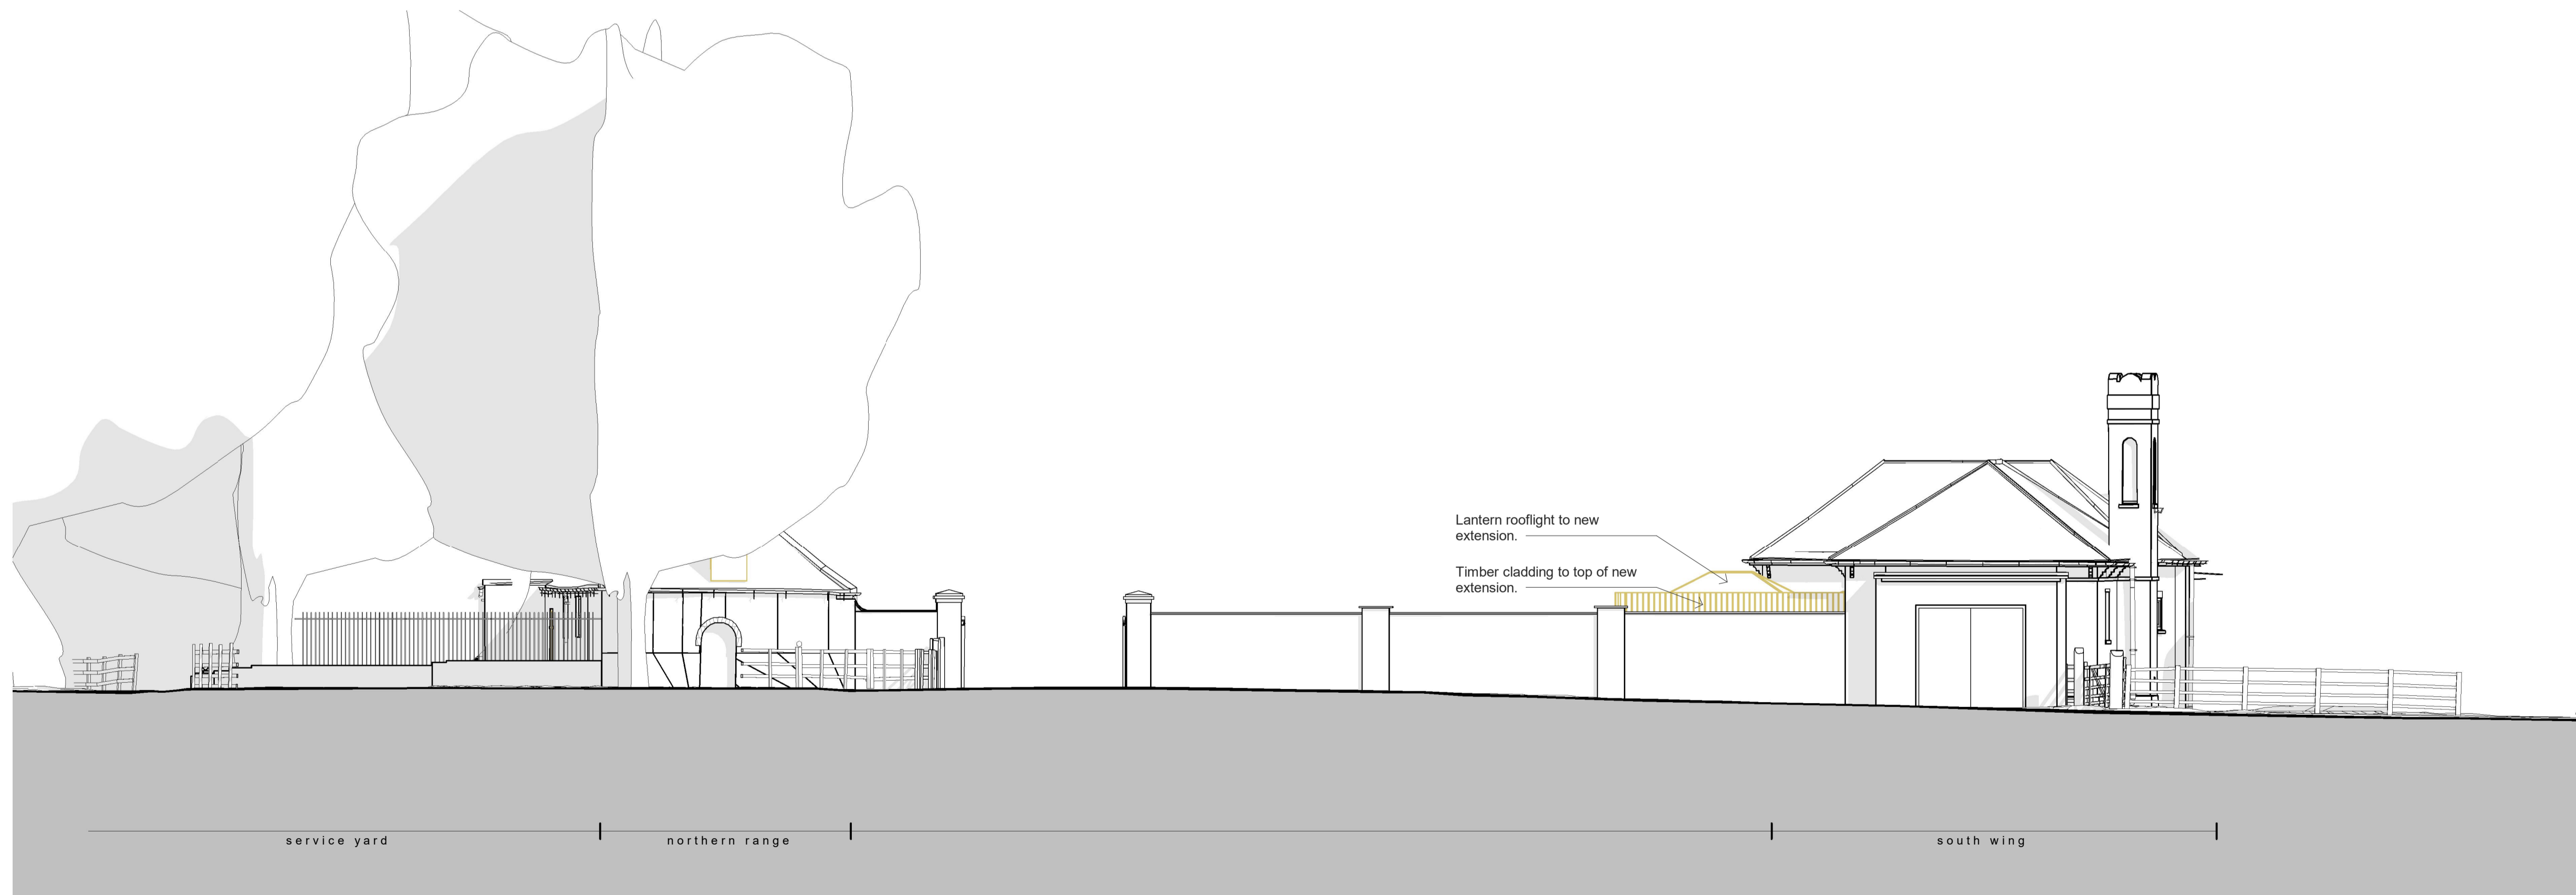 Lantern rooflight to new
extension.
Timber cladding to top of new
extension.
service yard
northern range
south wing